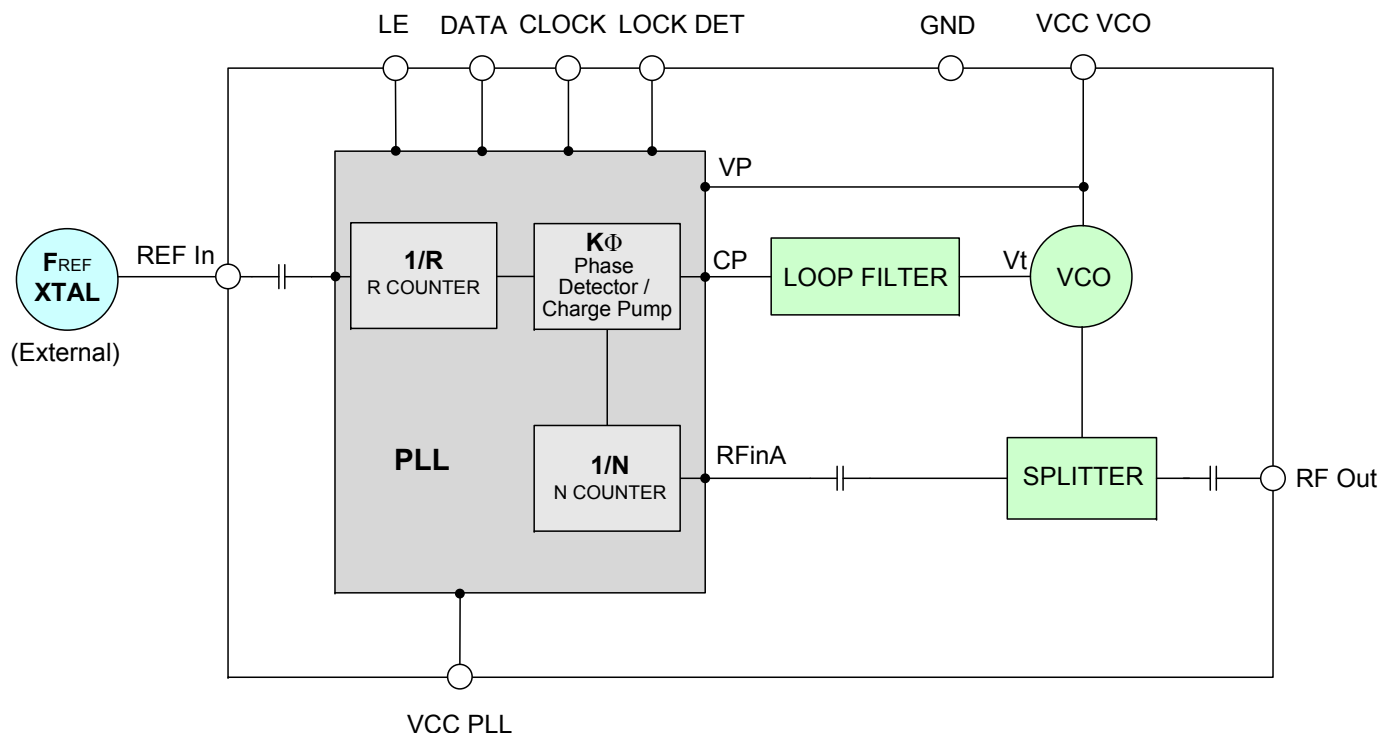 LE
DATA
CLOCK
LOCK DET
GND
VCC VCO
VP
FREF
XTAL
(External)
REF In
1/R
R COUNTER
KΦ
Phase
Detector /
Charge Pump
CP
LOOP FILTER
Vt
VCO
PLL
1/N
N COUNTER
RFinA
SPLITTER
RF Out
VCC PLL